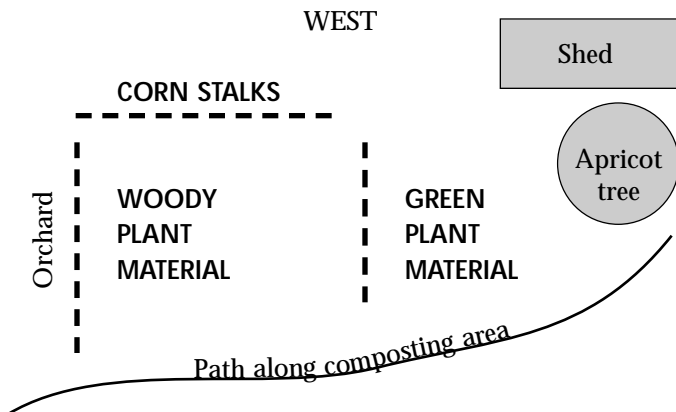 WEST
Shed
CORN STALKS
Apricot
tree
Orchard
WOODY
PLANT
MATERIAL
GREEN
PLANT
MATERIAL
Path along composting area